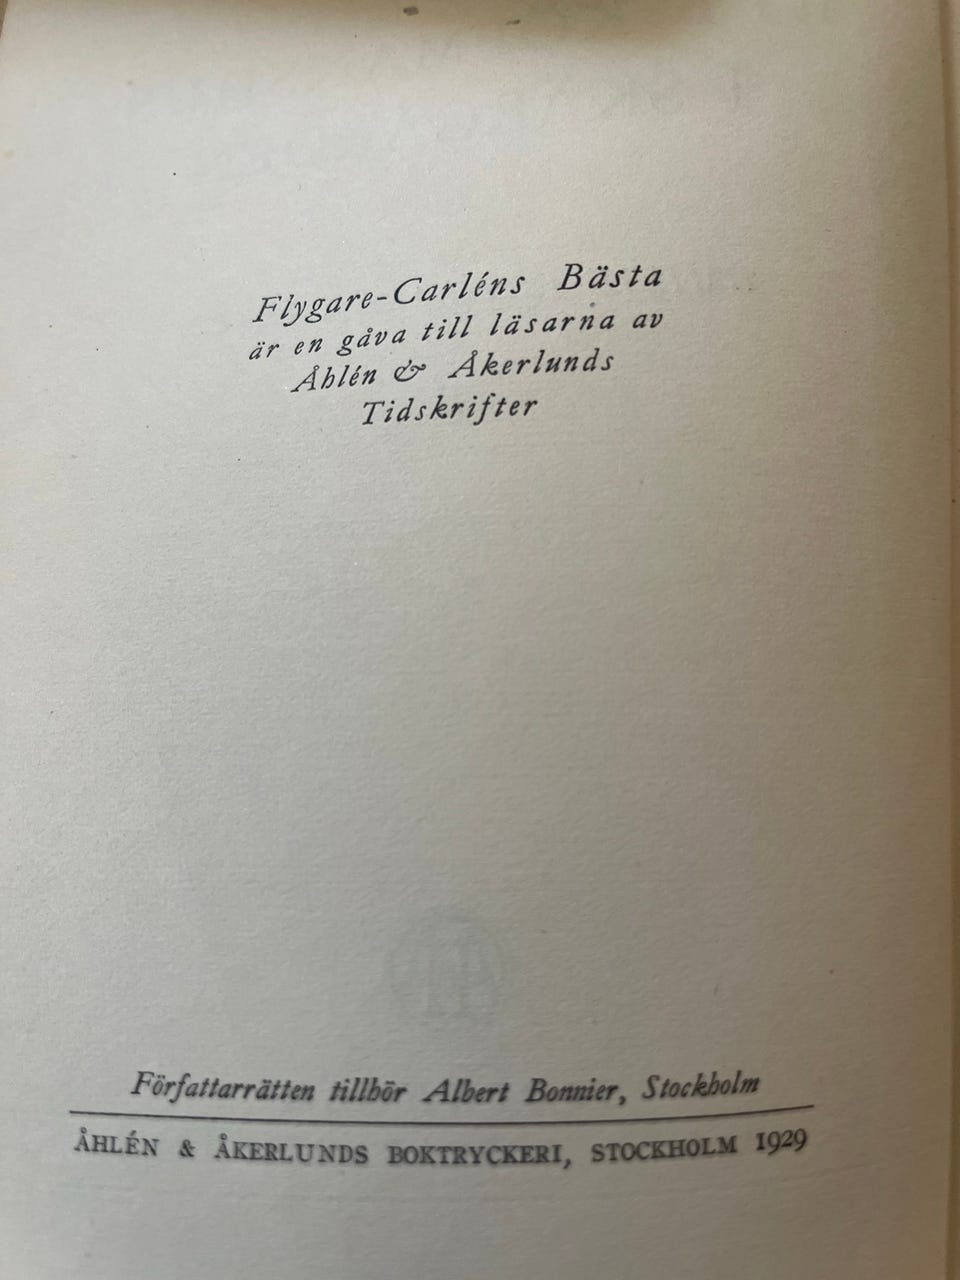 Flygare-Carléns Bästa
är en gåva till läsarna av
Åhlén & Åkerlunds
Tidskrifter
Författarrätten tillhör Albert Bonnier, Stockholm
ÅHLÉN & ÅKERLUNDS BOKTRYCKERI, STOCKHOLM 1929